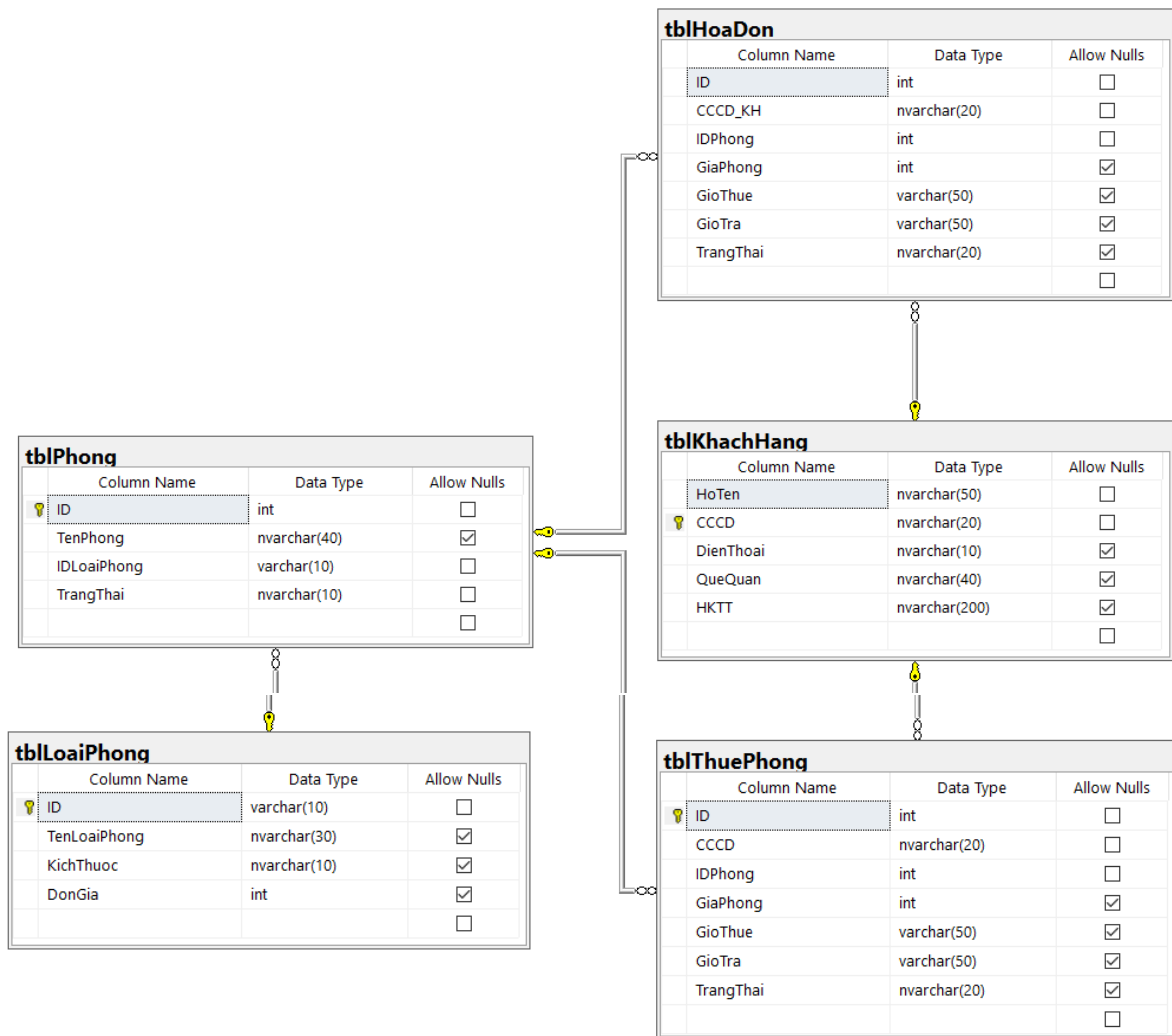 tblHoaDon
Column Name Data Type Allow Nulls
ID int
CCCD_KH nvarchar(20)
IDPhong int
GiaPhong int
GioThue varchar(50)
GioTra varchar(50)
TrangThai nvarchar(20)
tblPhong
Column Name Data Type Allow Nulls
ID int
TenPhong nvarchar(40)
IDLoaiPhong varchar(10)
TrangThai nvarchar(10)
tblKhachHang
Column Name Data Type Allow Nulls
HoTen nvarchar(50)
CCCD nvarchar(20)
DienThoai nvarchar(10)
QueQuan nvarchar(40)
HKTT nvarchar(200)
tblLoaiPhong
Column Name Data Type Allow Nulls
ID varchar(10)
TenLoaiPhong nvarchar(30)
KichThuoc nvarchar(10)
DonGia int
tblThuePhong
Column Name Data Type Allow Nulls
ID int
CCCD nvarchar(20)
IDPhong int
GiaPhong int
GioThue varchar(50)
GioTra varchar(50)
TrangThai nvarchar(20)